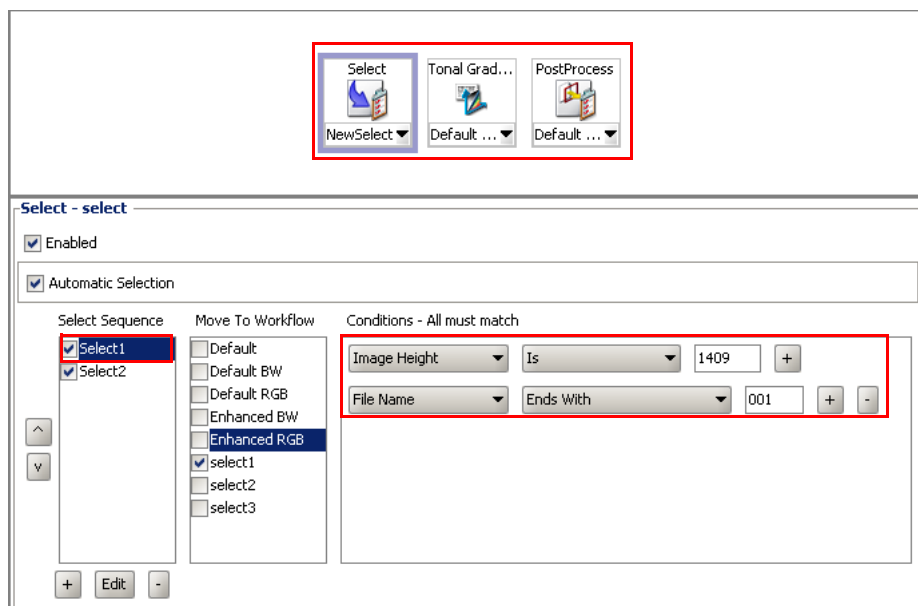 Select Tonal Grad... PostProcess
NewSelect Default ... Default ...
Select - select
Enabled
Automatic Selection
Select Sequence Move To Workflow Conditions - All must match
Select1
Select2
^
v
+ Edit -
Default
Default BW
Default RGB
Enhanced BW
Enhanced RGB
select1
select2
select3
Image Height Is 1409 +
File Name Ends With 001 + -